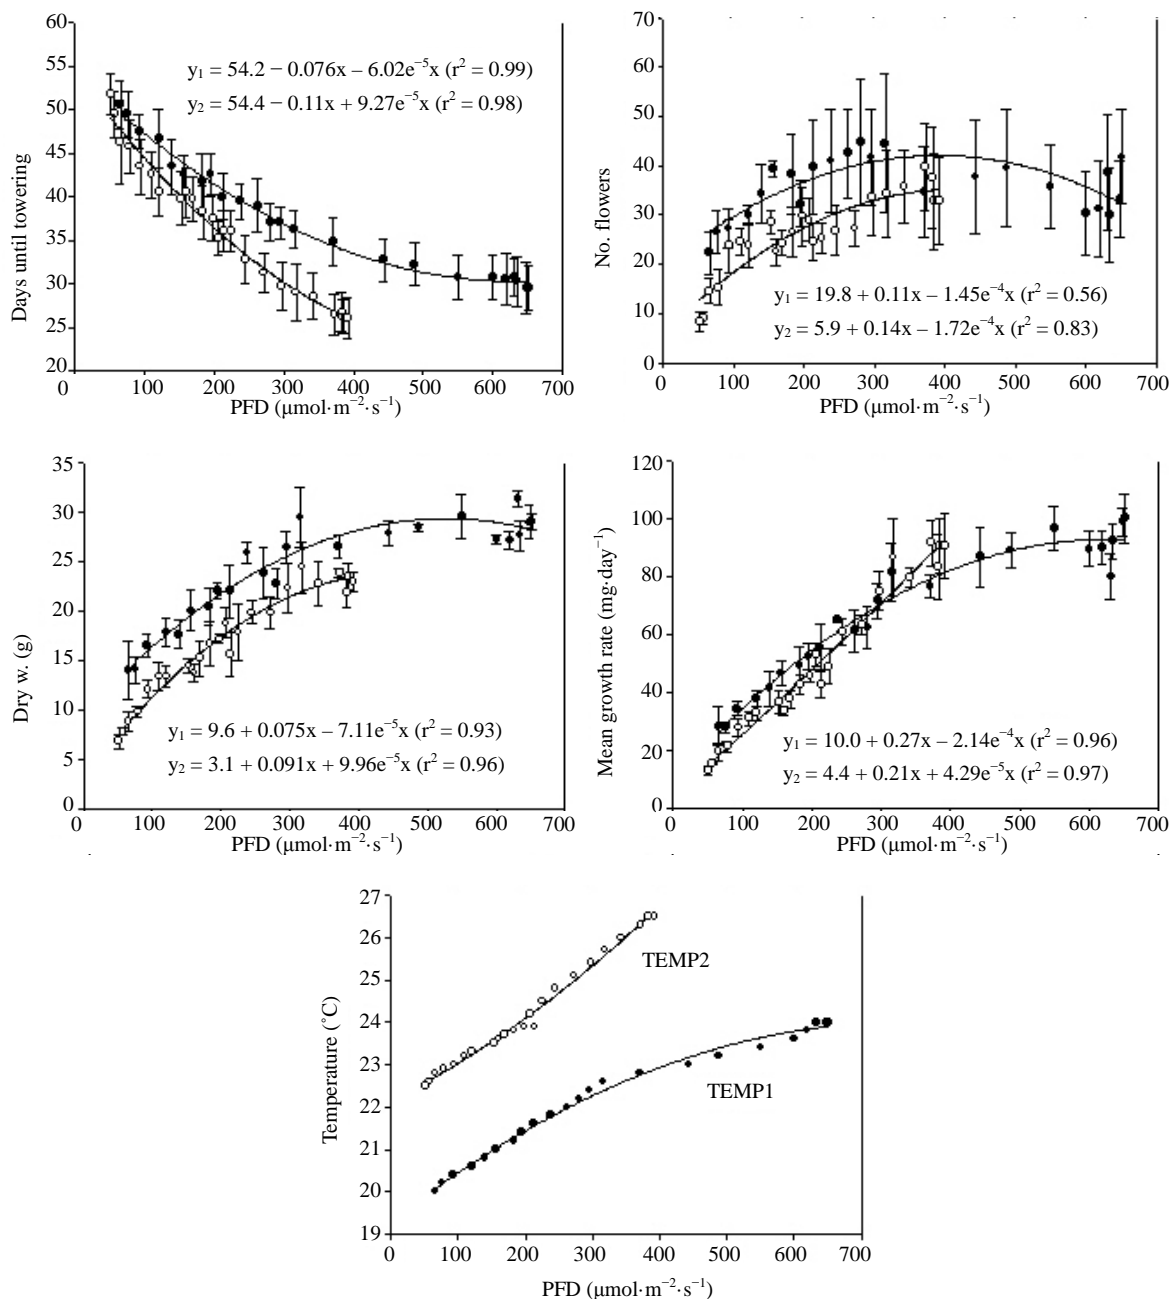 60
55
50
45
40
35
30
25
20
Days until towering
y₁ = 54.2 − 0.076x – 6.02e⁻⁵x (r² = 0.99)
y₂ = 54.4 – 0.11x + 9.27e⁻⁵x (r² = 0.98)
0 100 200 300 400 500 600 700
PFD (μmol·m⁻²·s⁻¹)
70
60
50
40
30
20
10
0
No. flowers
y₁ = 19.8 + 0.11x – 1.45e⁻⁴x (r² = 0.56)
y₂ = 5.9 + 0.14x – 1.72e⁻⁴x (r² = 0.83)
0 100 200 300 400 500 600 700
PFD (μmol·m⁻²·s⁻¹)
35
30
25
20
15
10
5
0
Dry w. (g)
y₁ = 9.6 + 0.075x – 7.11e⁻⁵x (r² = 0.93)
y₂ = 3.1 + 0.091x + 9.96e⁻⁵x (r² = 0.96)
0 100 200 300 400 500 600 700
PFD (μmol·m⁻²·s⁻¹)
120
100
80
60
40
20
0
Mean growth rate (mg·day⁻¹)
y₁ = 10.0 + 0.27x – 2.14e⁻⁴x (r² = 0.96)
y₂ = 4.4 + 0.21x + 4.29e⁻⁵x (r² = 0.97)
0 100 200 300 400 500 600 700
PFD (μmol·m⁻²·s⁻¹)
27
26
25
24
23
22
21
20
19
Temperature (˚C)
TEMP2
TEMP1
0 100 200 300 400 500 600 700
PFD (μmol·m⁻²·s⁻¹)